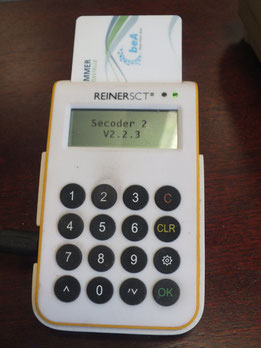 MMER
beA
REINERSCT®
Secoder 2
V2.2.3
1 2 3 C
4 5 6 CLR
7 8 9
0 OK